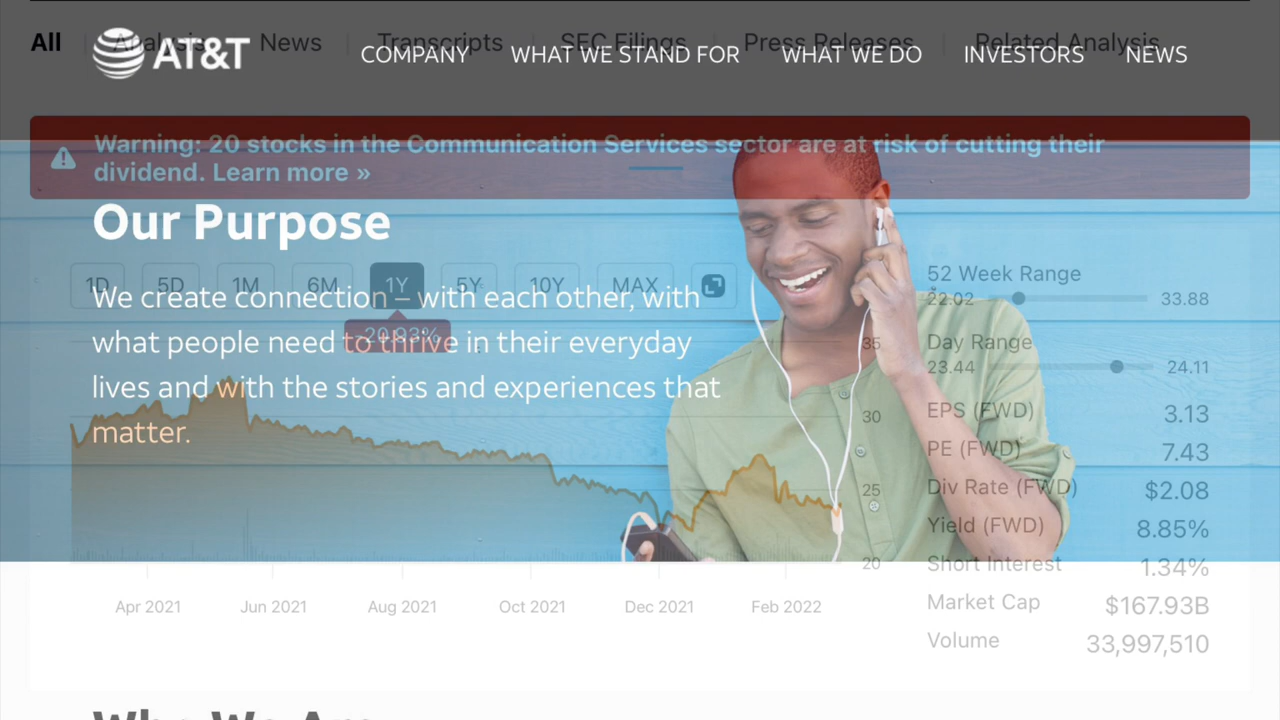 All Analysis News Transcripts SEC Filings Press Releases Related Analysis
AT&T COMPANY WHAT WE STAND FOR WHAT WE DO INVESTORS NEWS
Warning: 20 stocks in the Communication Services sector are at risk of cutting their
dividend. Learn more »
Our Purpose
We create connection – with each other, with
what people need to thrive in their everyday
lives and with the stories and experiences that
matter.
1D 5D 1M 6M 1Y 5Y 10Y MAX
-20.93%
35
30
25
20
Apr 2021 Jun 2021 Aug 2021 Oct 2021 Dec 2021 Feb 2022
52 Week Range
22.02 33.88
Day Range
23.44 24.11
EPS (FWD) 3.13
PE (FWD) 7.43
Div Rate (FWD) $2.08
Yield (FWD) 8.85%
Short Interest 1.34%
Market Cap $167.93B
Volume 33,997,510
Who We Are